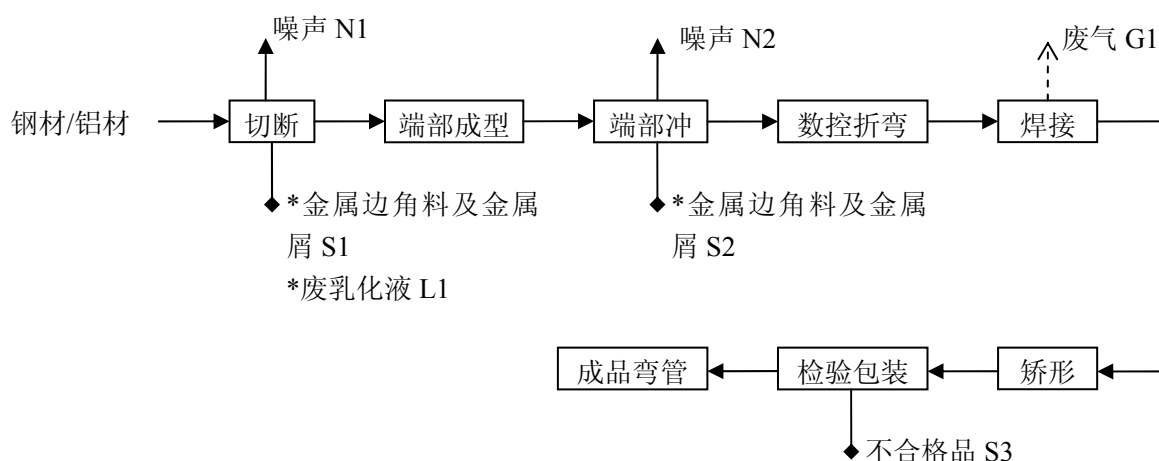 噪声 N1
噪声 N2
废气 G1
钢材/铝材
切断
端部成型
端部冲
数控折弯
焊接
*金属边角料及金属
屑 S1
*废乳化液 L1
*金属边角料及金属
屑 S2
成品弯管
检验包装
矫形
不合格品 S3